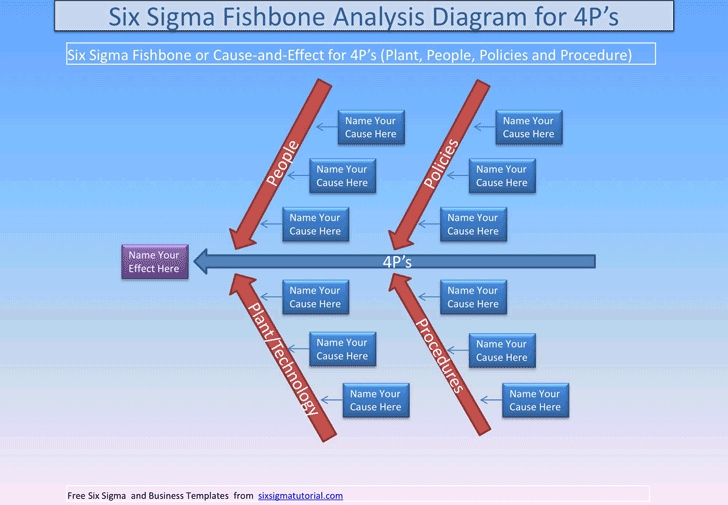 Six Sigma Fishbone Analysis Diagram for 4P's
Six Sigma Fishbone or Cause-and-Effect for 4P's (Plant, People, Policies and Procedure)
People
Name Your
Cause Here
Name Your
Cause Here
Name Your
Cause Here
Policies
Name Your
Cause Here
Name Your
Cause Here
Name Your
Cause Here
Name Your
Effect Here
4P's
Plant/Technology
Name Your
Cause Here
Name Your
Cause Here
Name Your
Cause Here
Procedures
Name Your
Cause Here
Name Your
Cause Here
Name Your
Cause Here
Free Six Sigma and Business Templates from sixsigmatutorial.com